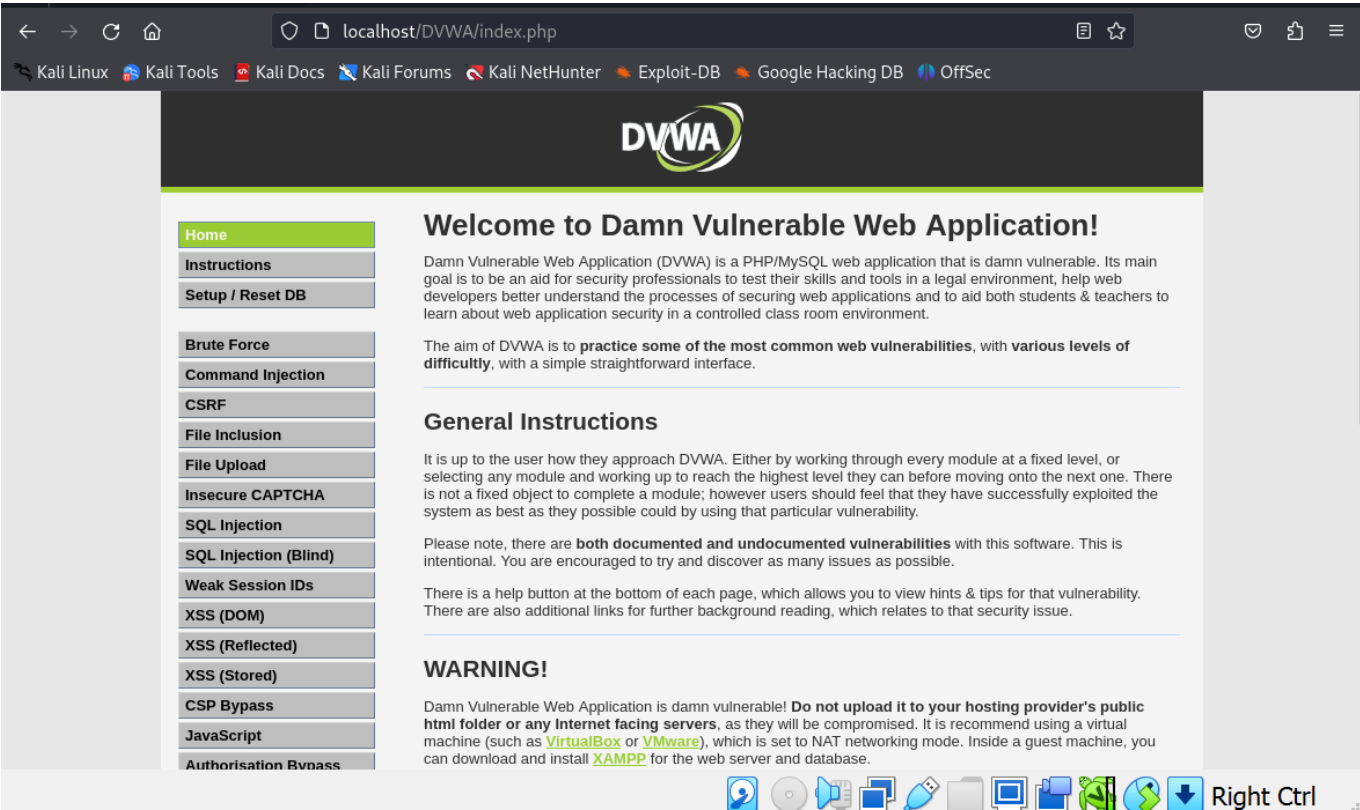 localhost/DVWA/index.php
Kali Linux Kali Tools Kali Docs Kali Forums Kali NetHunter Exploit-DB Google Hacking DB OffSec
DVWA
Home
Instructions
Setup / Reset DB
Brute Force
Command Injection
CSRF
File Inclusion
File Upload
Insecure CAPTCHA
SQL Injection
SQL Injection (Blind)
Weak Session IDs
XSS (DOM)
XSS (Reflected)
XSS (Stored)
CSP Bypass
JavaScript
Authorisation Bypass
Welcome to Damn Vulnerable Web Application!
Damn Vulnerable Web Application (DVWA) is a PHP/MySQL web application that is damn vulnerable. Its main
goal is to be an aid for security professionals to test their skills and tools in a legal environment, help web
developers better understand the processes of securing web applications and to aid both students & teachers to
learn about web application security in a controlled class room environment.
The aim of DVWA is to practice some of the most common web vulnerabilities, with various levels of
difficultly, with a simple straightforward interface.
General Instructions
It is up to the user how they approach DVWA. Either by working through every module at a fixed level, or
selecting any module and working up to reach the highest level they can before moving onto the next one. There
is not a fixed object to complete a module; however users should feel that they have successfully exploited the
system as best as they possible could by using that particular vulnerability.
Please note, there are both documented and undocumented vulnerabilities with this software. This is
intentional. You are encouraged to try and discover as many issues as possible.
There is a help button at the bottom of each page, which allows you to view hints & tips for that vulnerability.
There are also additional links for further background reading, which relates to that security issue.
WARNING!
Damn Vulnerable Web Application is damn vulnerable! Do not upload it to your hosting provider's public
html folder or any Internet facing servers, as they will be compromised. It is recommend using a virtual
machine (such as VirtualBox or VMware), which is set to NAT networking mode. Inside a guest machine, you
can download and install XAMPP for the web server and database.
Right Ctrl